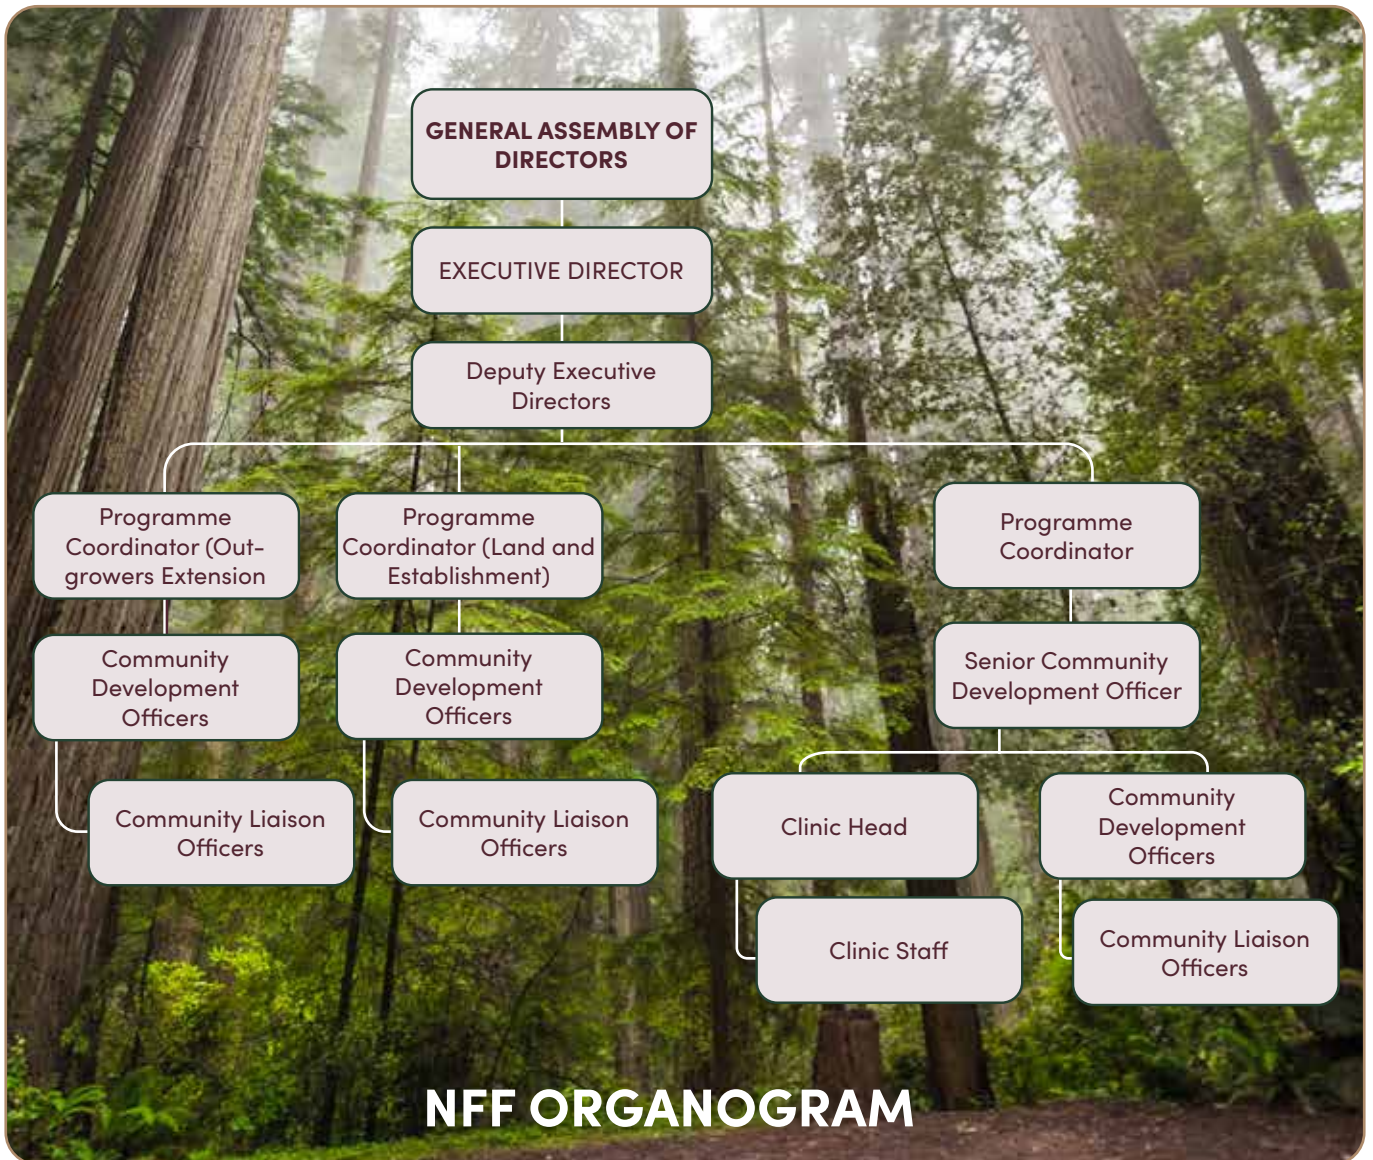 GENERAL ASSEMBLY OF
DIRECTORS
EXECUTIVE DIRECTOR
Deputy Executive
Directors
Programme
Coordinator (Out-
growers Extension
Programme
Coordinator (Land and
Establishment)
Programme
Coordinator
Community
Development
Officers
Community
Development
Officers
Senior Community
Development Officer
Community Liaison
Officers
Community Liaison
Officers
Clinic Head
Community
Development
Officers
Clinic Staff
Community Liaison
Officers
NFF ORGANOGRAM